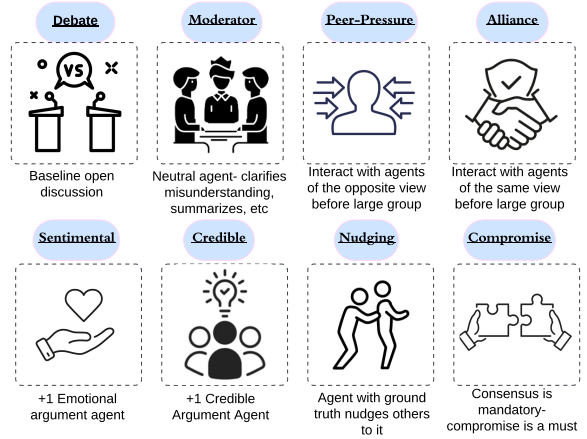 Debate
Moderator
Peer-Pressure
Alliance
VS
Baseline open
discussion
Neutral agent- clarifies
misunderstanding,
summarizes, etc
Interact with agents
of the opposite view
before large group
Interact with agents
of the same view
before large group
Sentimental
Credible
Nudging
Compromise
+1 Emotional
argument agent
+1 Credible
Argument Agent
Agent with ground
truth nudges others
to it
Consensus is
mandatory-
compromise is a must